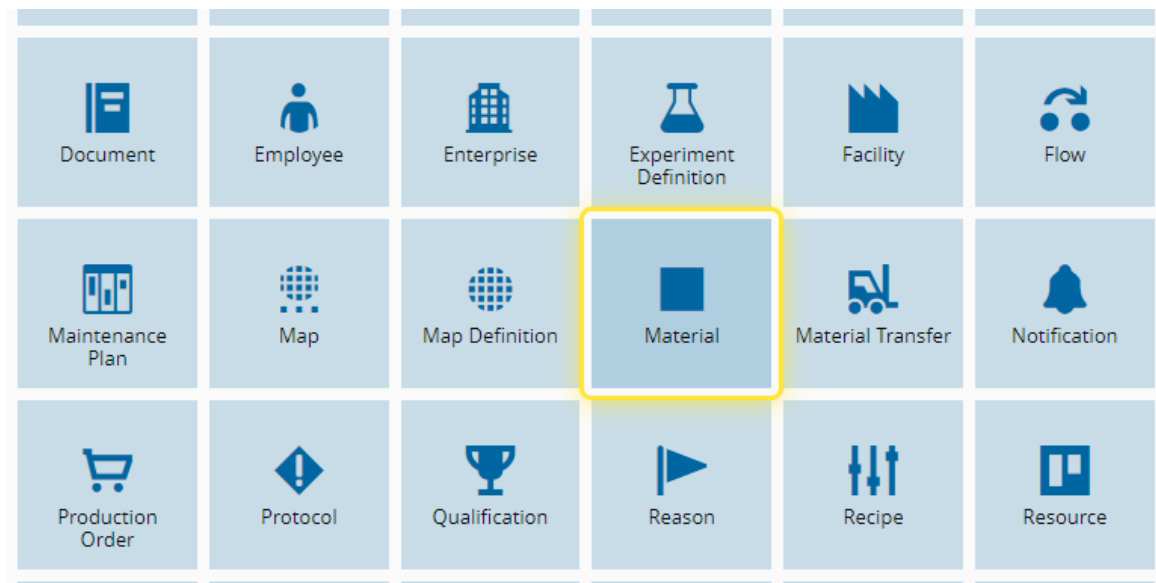 Document
Employee
Enterprise
Experiment
Definition
Facility
Flow
Maintenance
Plan
Map
Map Definition
Material
Material Transfer
Notification
Production
Order
Protocol
Qualification
Reason
Recipe
Resource